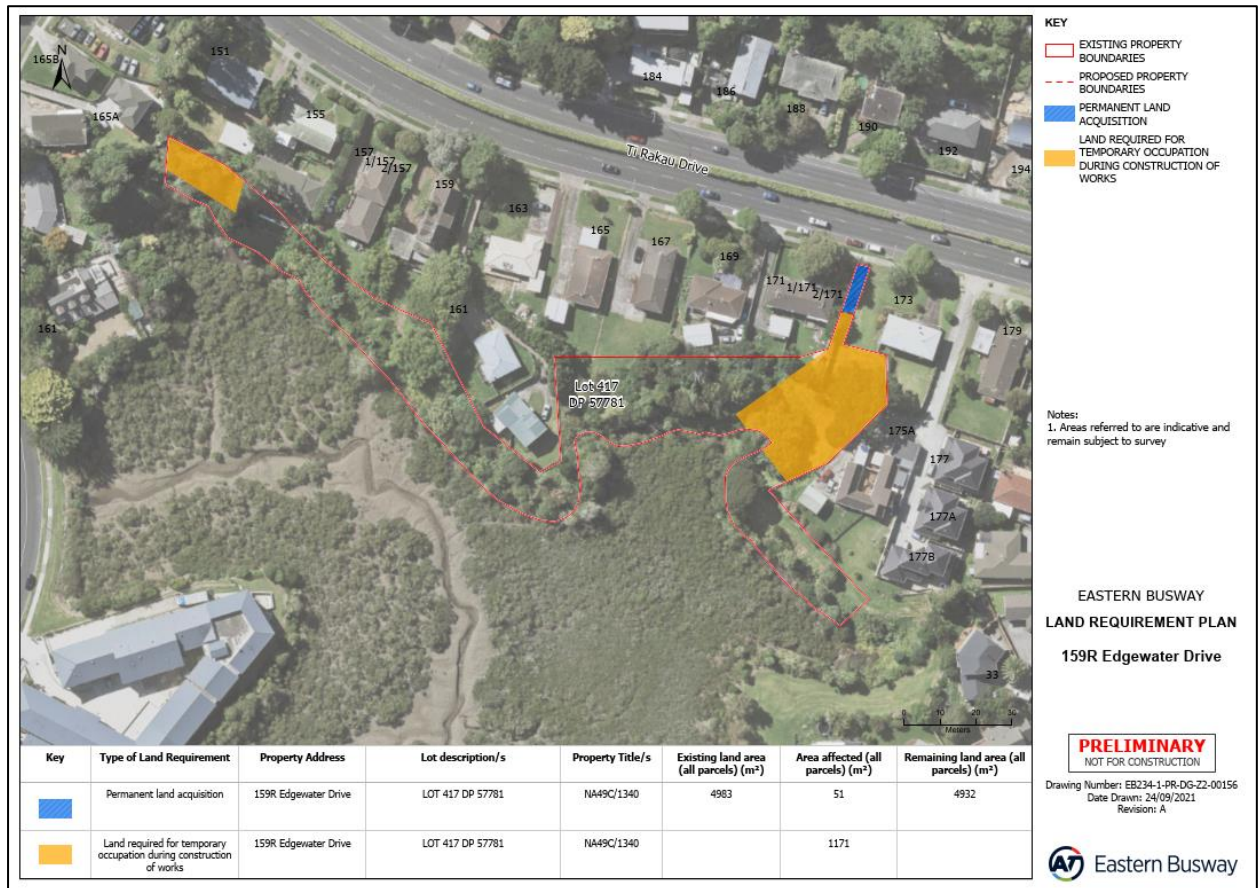 165B
N
151
165A
155
157
1/157
2/157
159
163
165
167
169
171
1/171
2/171
173
179
184
186
188
190
192
194
Ti Rakau Drive
161
161
Lot 417
DP 57781
175A
177
177A
177B
33
0 10 20 30
Meters
KEY
EXISTING PROPERTY
BOUNDARIES
PROPOSED PROPERTY
BOUNDARIES
PERMANENT LAND
ACQUISITION
LAND REQUIRED FOR
TEMPORARY OCCUPATION
DURING CONSTRUCTION OF
WORKS
Notes:
1. Areas referred to are indicative and
remain subject to survey
EASTERN BUSWAY
LAND REQUIREMENT PLAN
159R Edgewater Drive
PRELIMINARY
NOT FOR CONSTRUCTION
Drawing Number: EB234-1-PR-DG-Z2-00156
Date Drawn: 24/09/2021
Revision: A
AT Eastern Busway
Key Type of Land Requirement Property Address Lot description/s Property Title/s Existing land area (all parcels) (m²) Area affected (all parcels) (m²) Remaining land area (all parcels) (m²)
Permanent land acquisition 159R Edgewater Drive LOT 417 DP 57781 NA49C/1340 4983 51 4932
Land required for temporary occupation during construction of works 159R Edgewater Drive LOT 417 DP 57781 NA49C/1340 1171